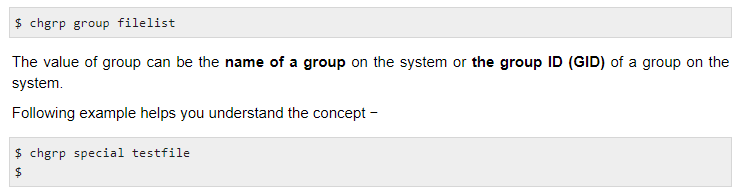 $ chgrp group filelist
The value of group can be the name of a group on the system or the group ID (GID) of a group on the
system.
Following example helps you understand the concept −
$ chgrp special testfile
$